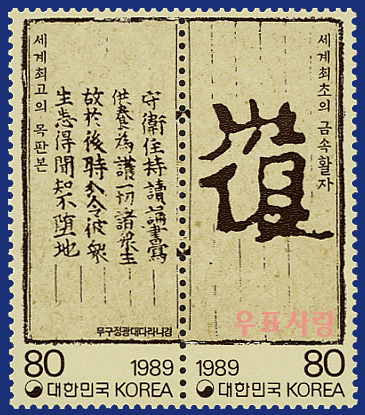 세계최고의 목판본
守衛住持讀誦書寫
供養為護一切諸衆生
故於後時分令彼衆
生悉得聞知不墮地
무구정광대다라니경
80 1989
대한민국 KOREA
세계최초의 금속활자
우표사랑
1989 80
대한민국 KOREA